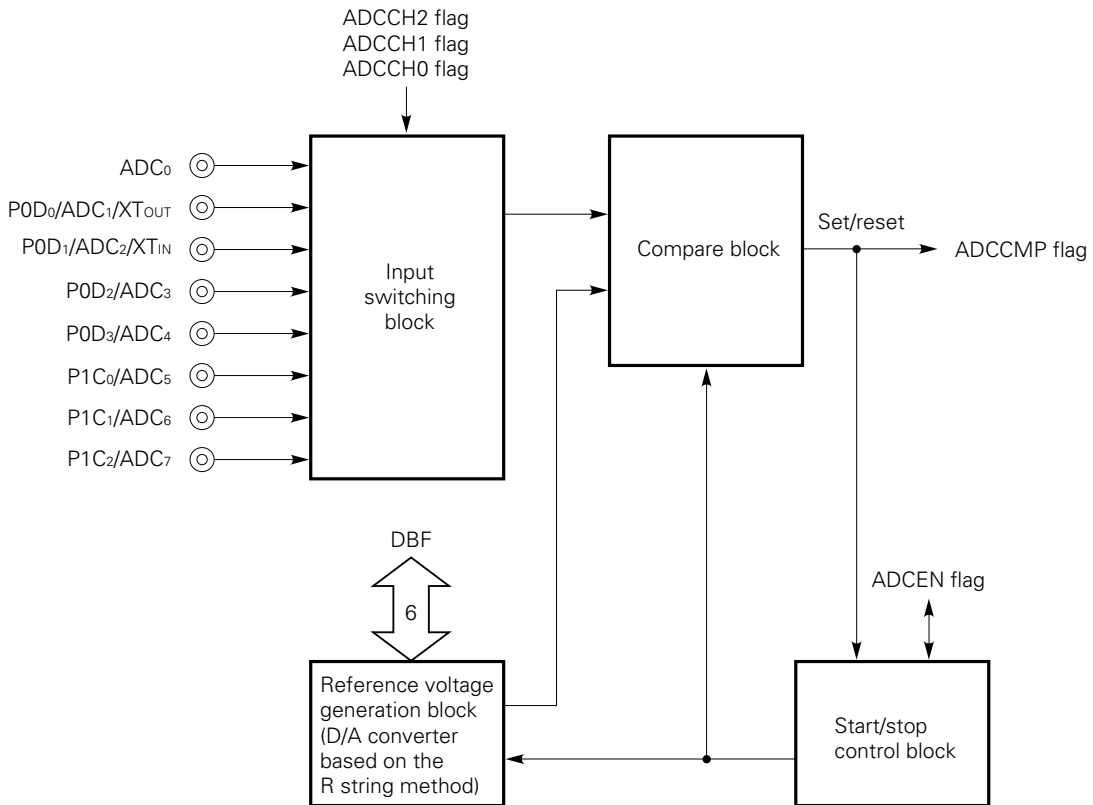 ADCCH2 flag
ADCCH1 flag
ADCCH0 flag
ADC0
P0D0/ADC1/XTOUT
P0D1/ADC2/XTIN
P0D2/ADC3
P0D3/ADC4
P1C0/ADC5
P1C1/ADC6
P1C2/ADC7
Input
switching
block
Compare block
Set/reset
ADCCMP flag
DBF
6
ADCEN flag
Reference voltage
generation block
(D/A converter
based on the
R string method)
Start/stop
control block